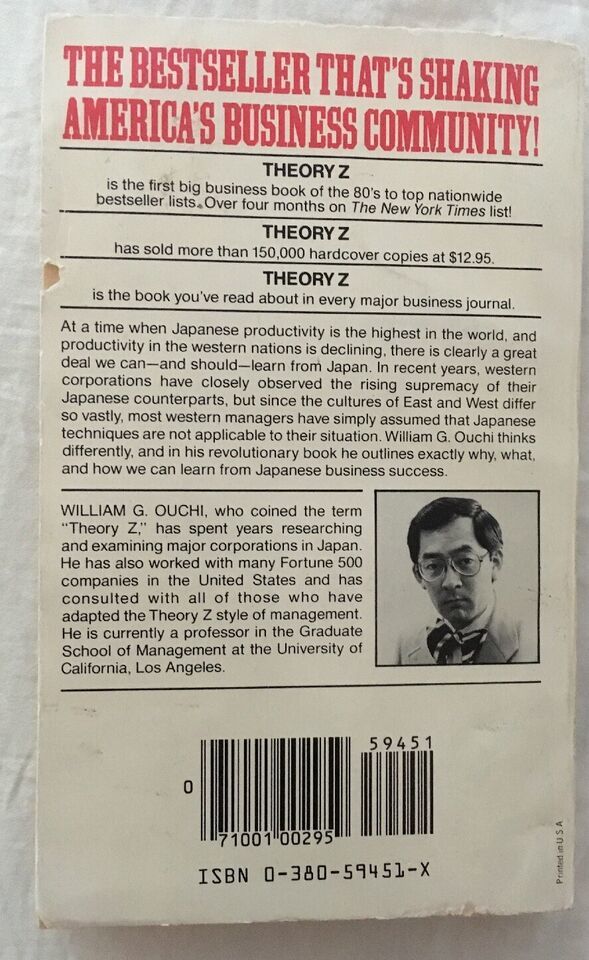 THE BESTSELLER THAT'S SHAKING
AMERICA'S BUSINESS COMMUNITY!
THEORY Z
is the first big business book of the 80's to top nationwide
bestseller lists. Over four months on The New York Times list!
THEORY Z
has sold more than 150,000 hardcover copies at $12.95.
THEORY Z
is the book you've read about in every major business journal.
At a time when Japanese productivity is the highest in the world, and
productivity in the western nations is declining, there is clearly a great
deal we can—and should—learn from Japan. In recent years, western
corporations have closely observed the rising supremacy of their
Japanese counterparts, but since the cultures of East and West differ
so vastly, most western managers have simply assumed that Japanese
techniques are not applicable to their situation. William G. Ouchi thinks
differently, and in his revolutionary book he outlines exactly why, what,
and how we can learn from Japanese business success.
WILLIAM G. OUCHI, who coined the term
"Theory Z," has spent years researching
and examining major corporations in Japan.
He has also worked with many Fortune 500
companies in the United States and has
consulted with all of those who have
adapted the Theory Z style of management.
He is currently a professor in the Graduate
School of Management at the University of
California, Los Angeles.
59451
0
71001 00295
ISBN 0-380-59451-X
Printed in U S A